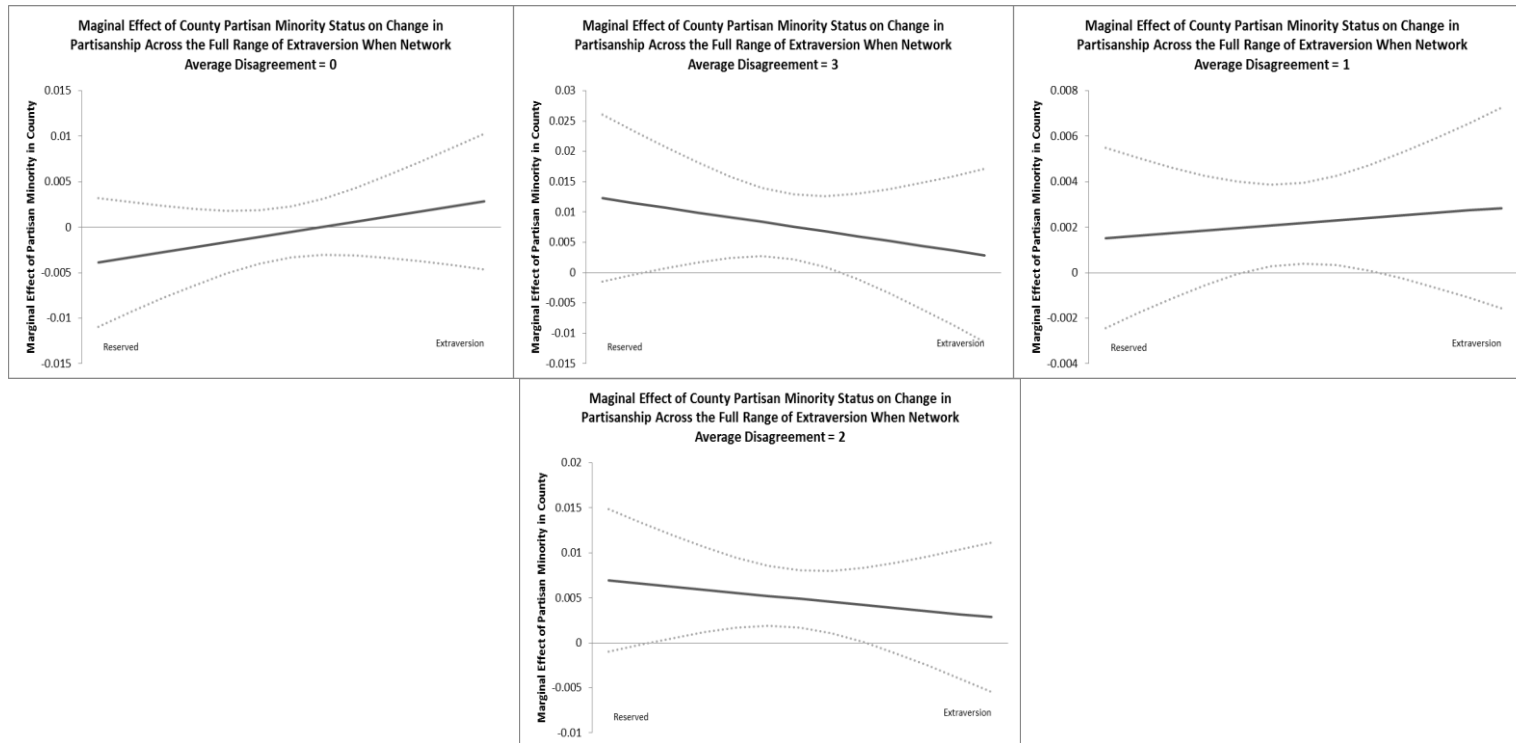 Maginal Effect of County Partisan Minority Status on Change in
Partisanship Across the Full Range of Extraversion When Network
Average Disagreement = 0
Marginal Effect of Partisan Minority in County
0.015
0.01
0.005
0
-0.005
-0.01
-0.015
Reserved
Extraversion
Maginal Effect of County Partisan Minority Status on Change in
Partisanship Across the Full Range of Extraversion When Network
Average Disagreement = 3
Marginal Effect of Partisan Minority in County
0.03
0.025
0.02
0.015
0.01
0.005
0
-0.005
-0.01
-0.015
Reserved
Extraversion
Maginal Effect of County Partisan Minority Status on Change in
Partisanship Across the Full Range of Extraversion When Network
Average Disagreement = 1
Marginal Effect of Partisan Minority in County
0.008
0.006
0.004
0.002
0
-0.002
-0.004
Reserved
Extraversion
Maginal Effect of County Partisan Minority Status on Change in
Partisanship Across the Full Range of Extraversion When Network
Average Disagreement = 2
Marginal Effect of Partisan Minority in County
0.02
0.015
0.01
0.005
0
-0.005
-0.01
Reserved
Extraversion